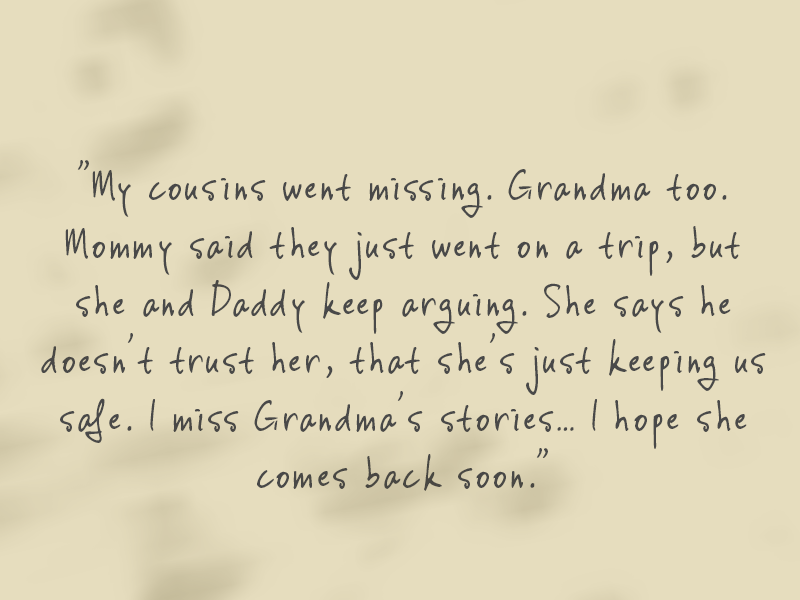 "My cousins went missing. Grandma too.
Mommy said they just went on a trip, but
she and Daddy keep arguing. She says he
doesn't trust her, that she's just keeping us
safe. I miss Grandma's stories... I hope she
comes back soon."